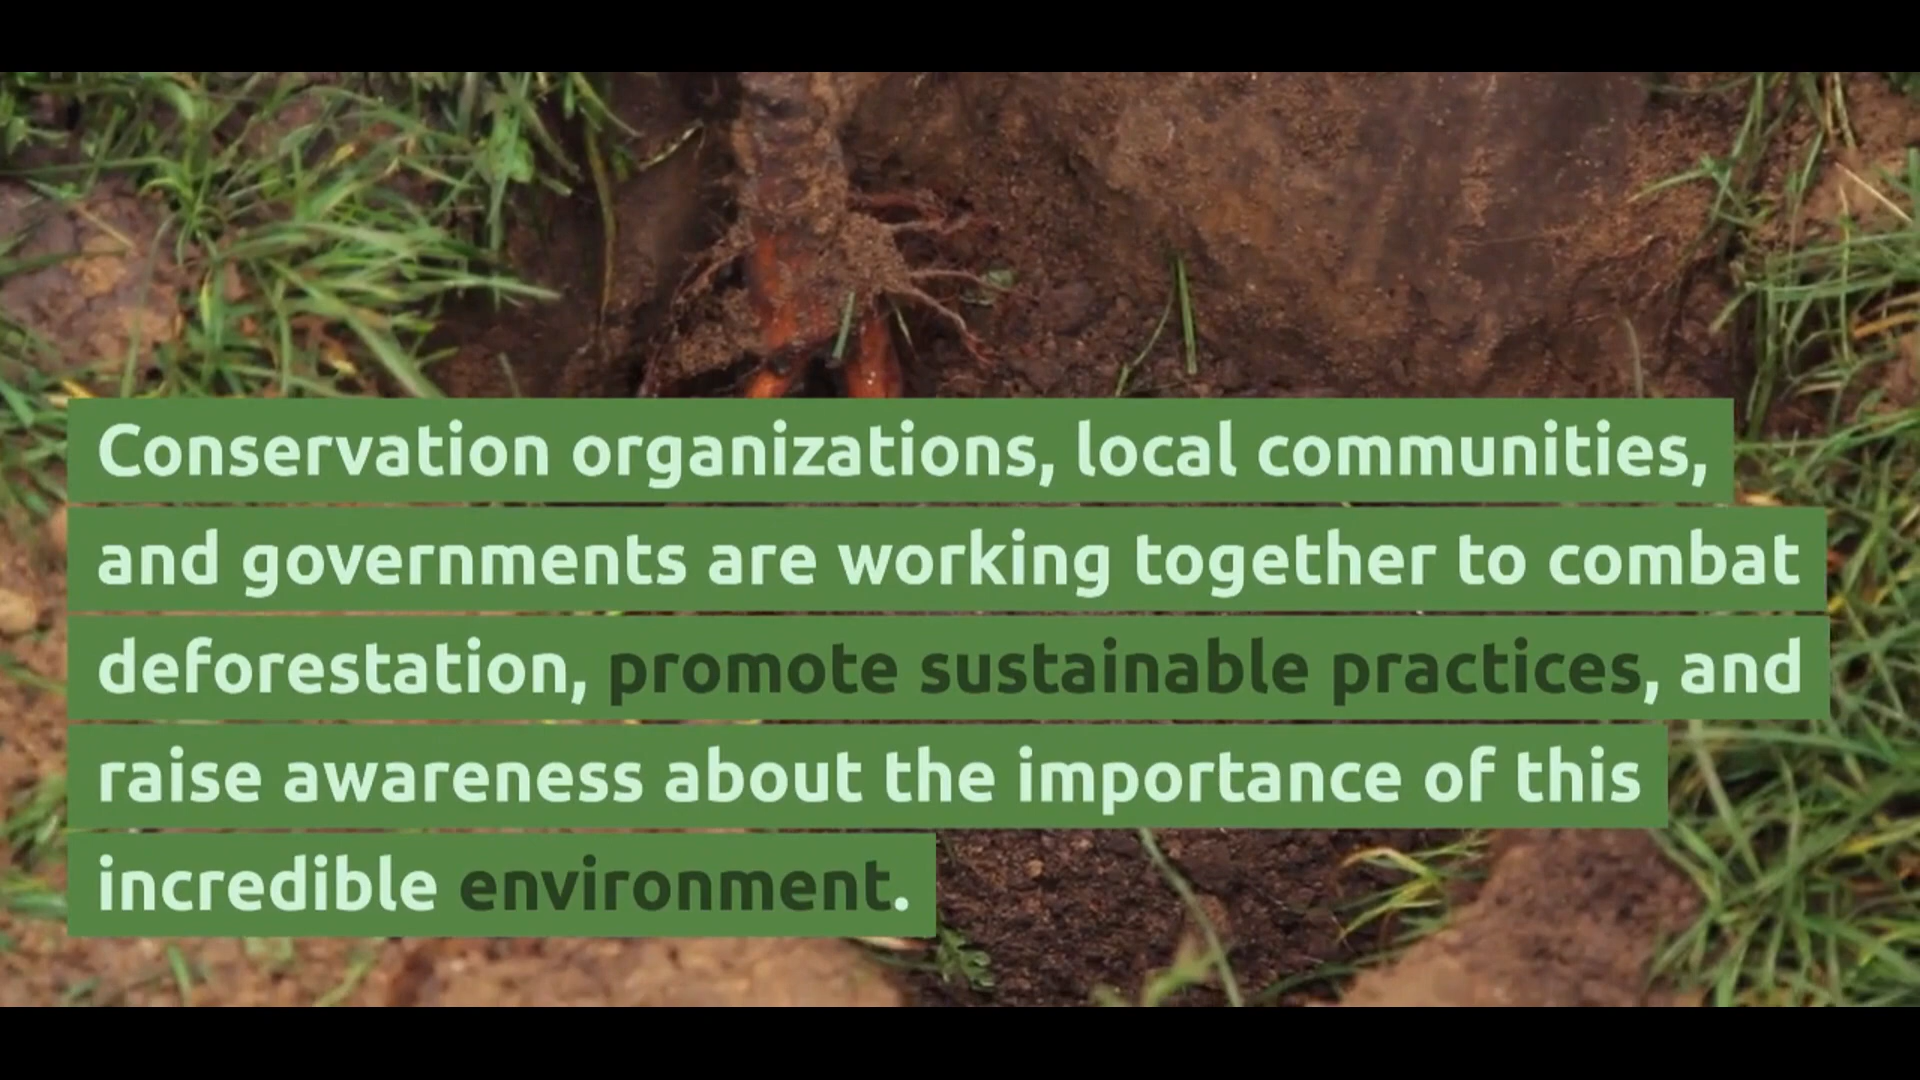 Conservation organizations, local communities,
and governments are working together to combat
deforestation, promote sustainable practices, and
raise awareness about the importance of this
incredible environment.